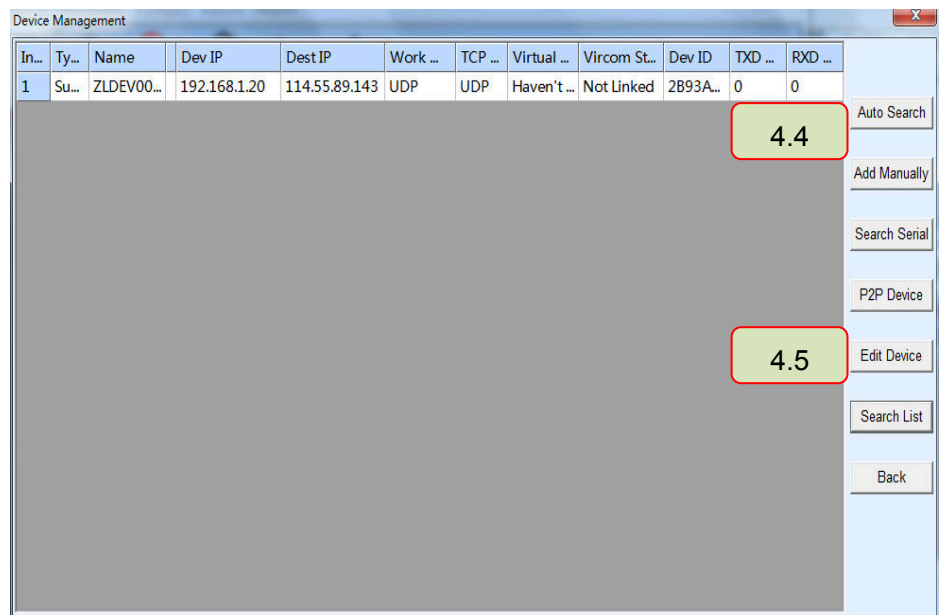 Device Management
In... Ty... Name Dev IP Dest IP Work ... TCP ... Virtual ... Vircom St... Dev ID TXD ... RXD ...
1 Su... ZLDEV00... 192.168.1.20 114.55.89.143 UDP UDP Haven't ... Not Linked 2B93A... 0 0
4.4 Auto Search
Add Manually
Search Serial
P2P Device
4.5 Edit Device
Search List
Back